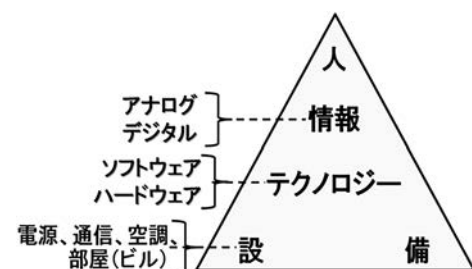 人
アナログ
デジタル
情報
ソフトウェア
ハードウェア
テクノロジー
電源、通信、空調、
部屋(ビル)
設 備